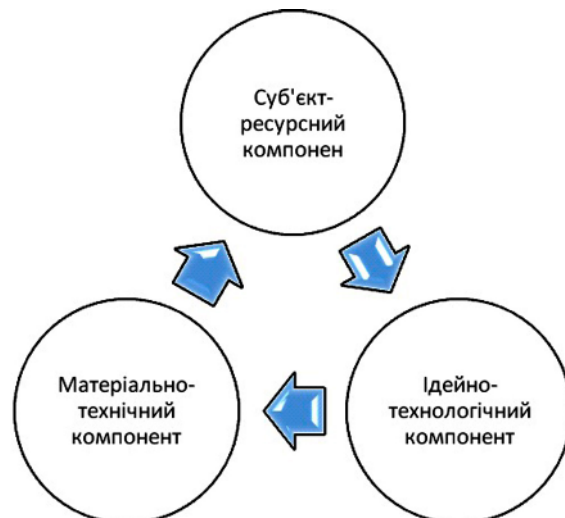 Суб'єкт-
ресурсний
компонен
Матеріально-
технічний
компонент
Ідейно-
технологічний
компонент